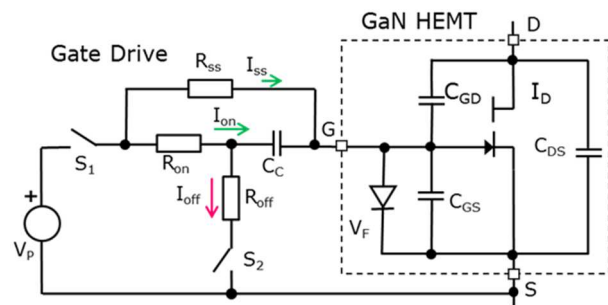 Gate Drive
GaN HEMT
D
Rss
Iss
Ion
G
CGD
ID
S1
Ron
CC
CDS
Ioff
Roff
CGS
VF
+
VP
S2
S